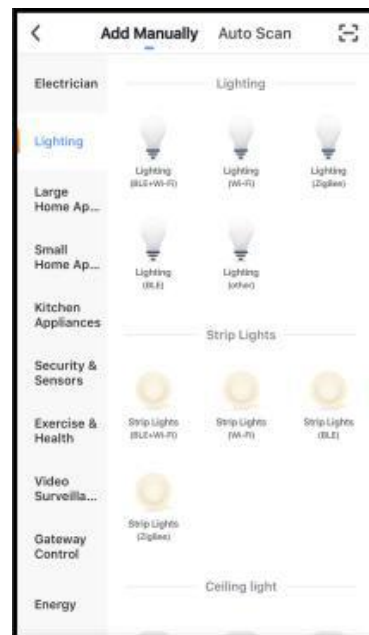 Add Manually Auto Scan
Electrician
Lighting
Large
Home Ap...
Small
Home Ap...
Kitchen
Appliances
Security &
Sensors
Exercise &
Health
Video
Surveilla...
Gateway
Control
Energy
Lighting
Lighting
(BLE+Wi-Fi)
Lighting
(Wi-Fi)
Lighting
(ZigBee)
Lighting
(BLE)
Lighting
(other)
Strip Lights
Strip Lights
(BLE+Wi-Fi)
Strip Lights
(Wi-Fi)
Strip Lights
(BLE)
Strip Lights
(ZigBee)
Ceiling light